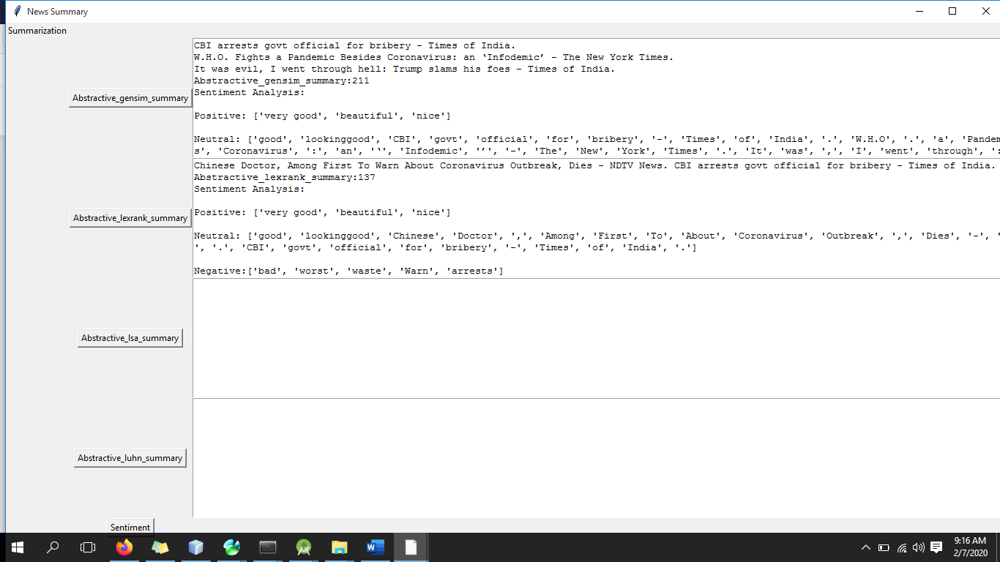 News Summary
Summarization
CBI arrests govt official for bribery - Times of India.
W.H.O. Fights a Pandemic Besides Coronavirus: an ‘Infodemic’ - The New York Times.
It was evil, I went through hell: Trump slams his foes - Times of India.
Abstractive_gensim_summary:211
Sentiment Analysis:
Abstractive_gensim_summary
Positive: ['very good', 'beautiful', 'nice']
Neutral: ['good', 'lookinggood', 'CBI', 'govt', 'official', 'for', 'bribery', '-', 'Times', 'of', 'India', '.', 'W.H.O', '.', 'a', 'Pandem
s', 'Coronavirus', ':', 'an', '‘', 'Infodemic', '’', '-', 'The', 'New', 'York', 'Times', '.', 'It', 'was', ',', 'I', 'went', 'through', ':
Chinese Doctor, Among First To Warn About Coronavirus Outbreak, Dies - NDTV News. CBI arrests govt official for bribery - Times of India.
Abstractive_lexrank_summary:137
Sentiment Analysis:
Positive: ['very good', 'beautiful', 'nice']
Abstractive_lexrank_summary
Neutral: ['good', 'lookinggood', 'Chinese', 'Doctor', ',', 'Among', 'First', 'To', 'About', 'Coronavirus', 'Outbreak', ',', 'Dies', '-', '
', '.', 'CBI', 'govt', 'official', 'for', 'bribery', '-', 'Times', 'of', 'India', '.']
Negative:['bad', 'worst', 'waste', 'Warn', 'arrests']
Abstractive_lsa_summary
Abstractive_luhn_summary
Sentiment
9:16 AM
2/7/2020